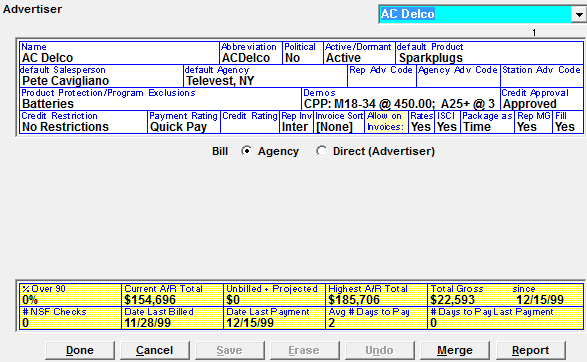 Advertiser AC Delco
1
Name Abbreviation Political Active/Dormant default Product
AC Delco ACDelco No Active Sparkplugs
default Salesperson default Agency Rep Adv Code Agency Adv Code Station Adv Code
Pete Cavigliano Televest, NY
Product Protection/Program Exclusions Demos Credit Approval
Batteries CPP: M18-34 @ 450.00; A25+ @ 3 Approved
Credit Restriction Payment Rating Credit Rating Rep Inv Invoice Sort Allow on Rates ISCI Package as Rep MG Fill
No Restrictions Quick Pay Inter [None] Invoices: Yes Yes Time Yes Yes
Bill Agency Direct (Advertiser)
% Over 90 Current A/R Total Unbilled + Projected Highest A/R Total Total Gross since
0% $154,696 $0 $185,706 $22,593 12/15/99
# NSF Checks Date Last Billed Date Last Payment Avg # Days to Pay # Days to Pay Last Payment
0 11/28/99 12/15/99 2 0
Done Cancel Save Erase Undo Merge Report